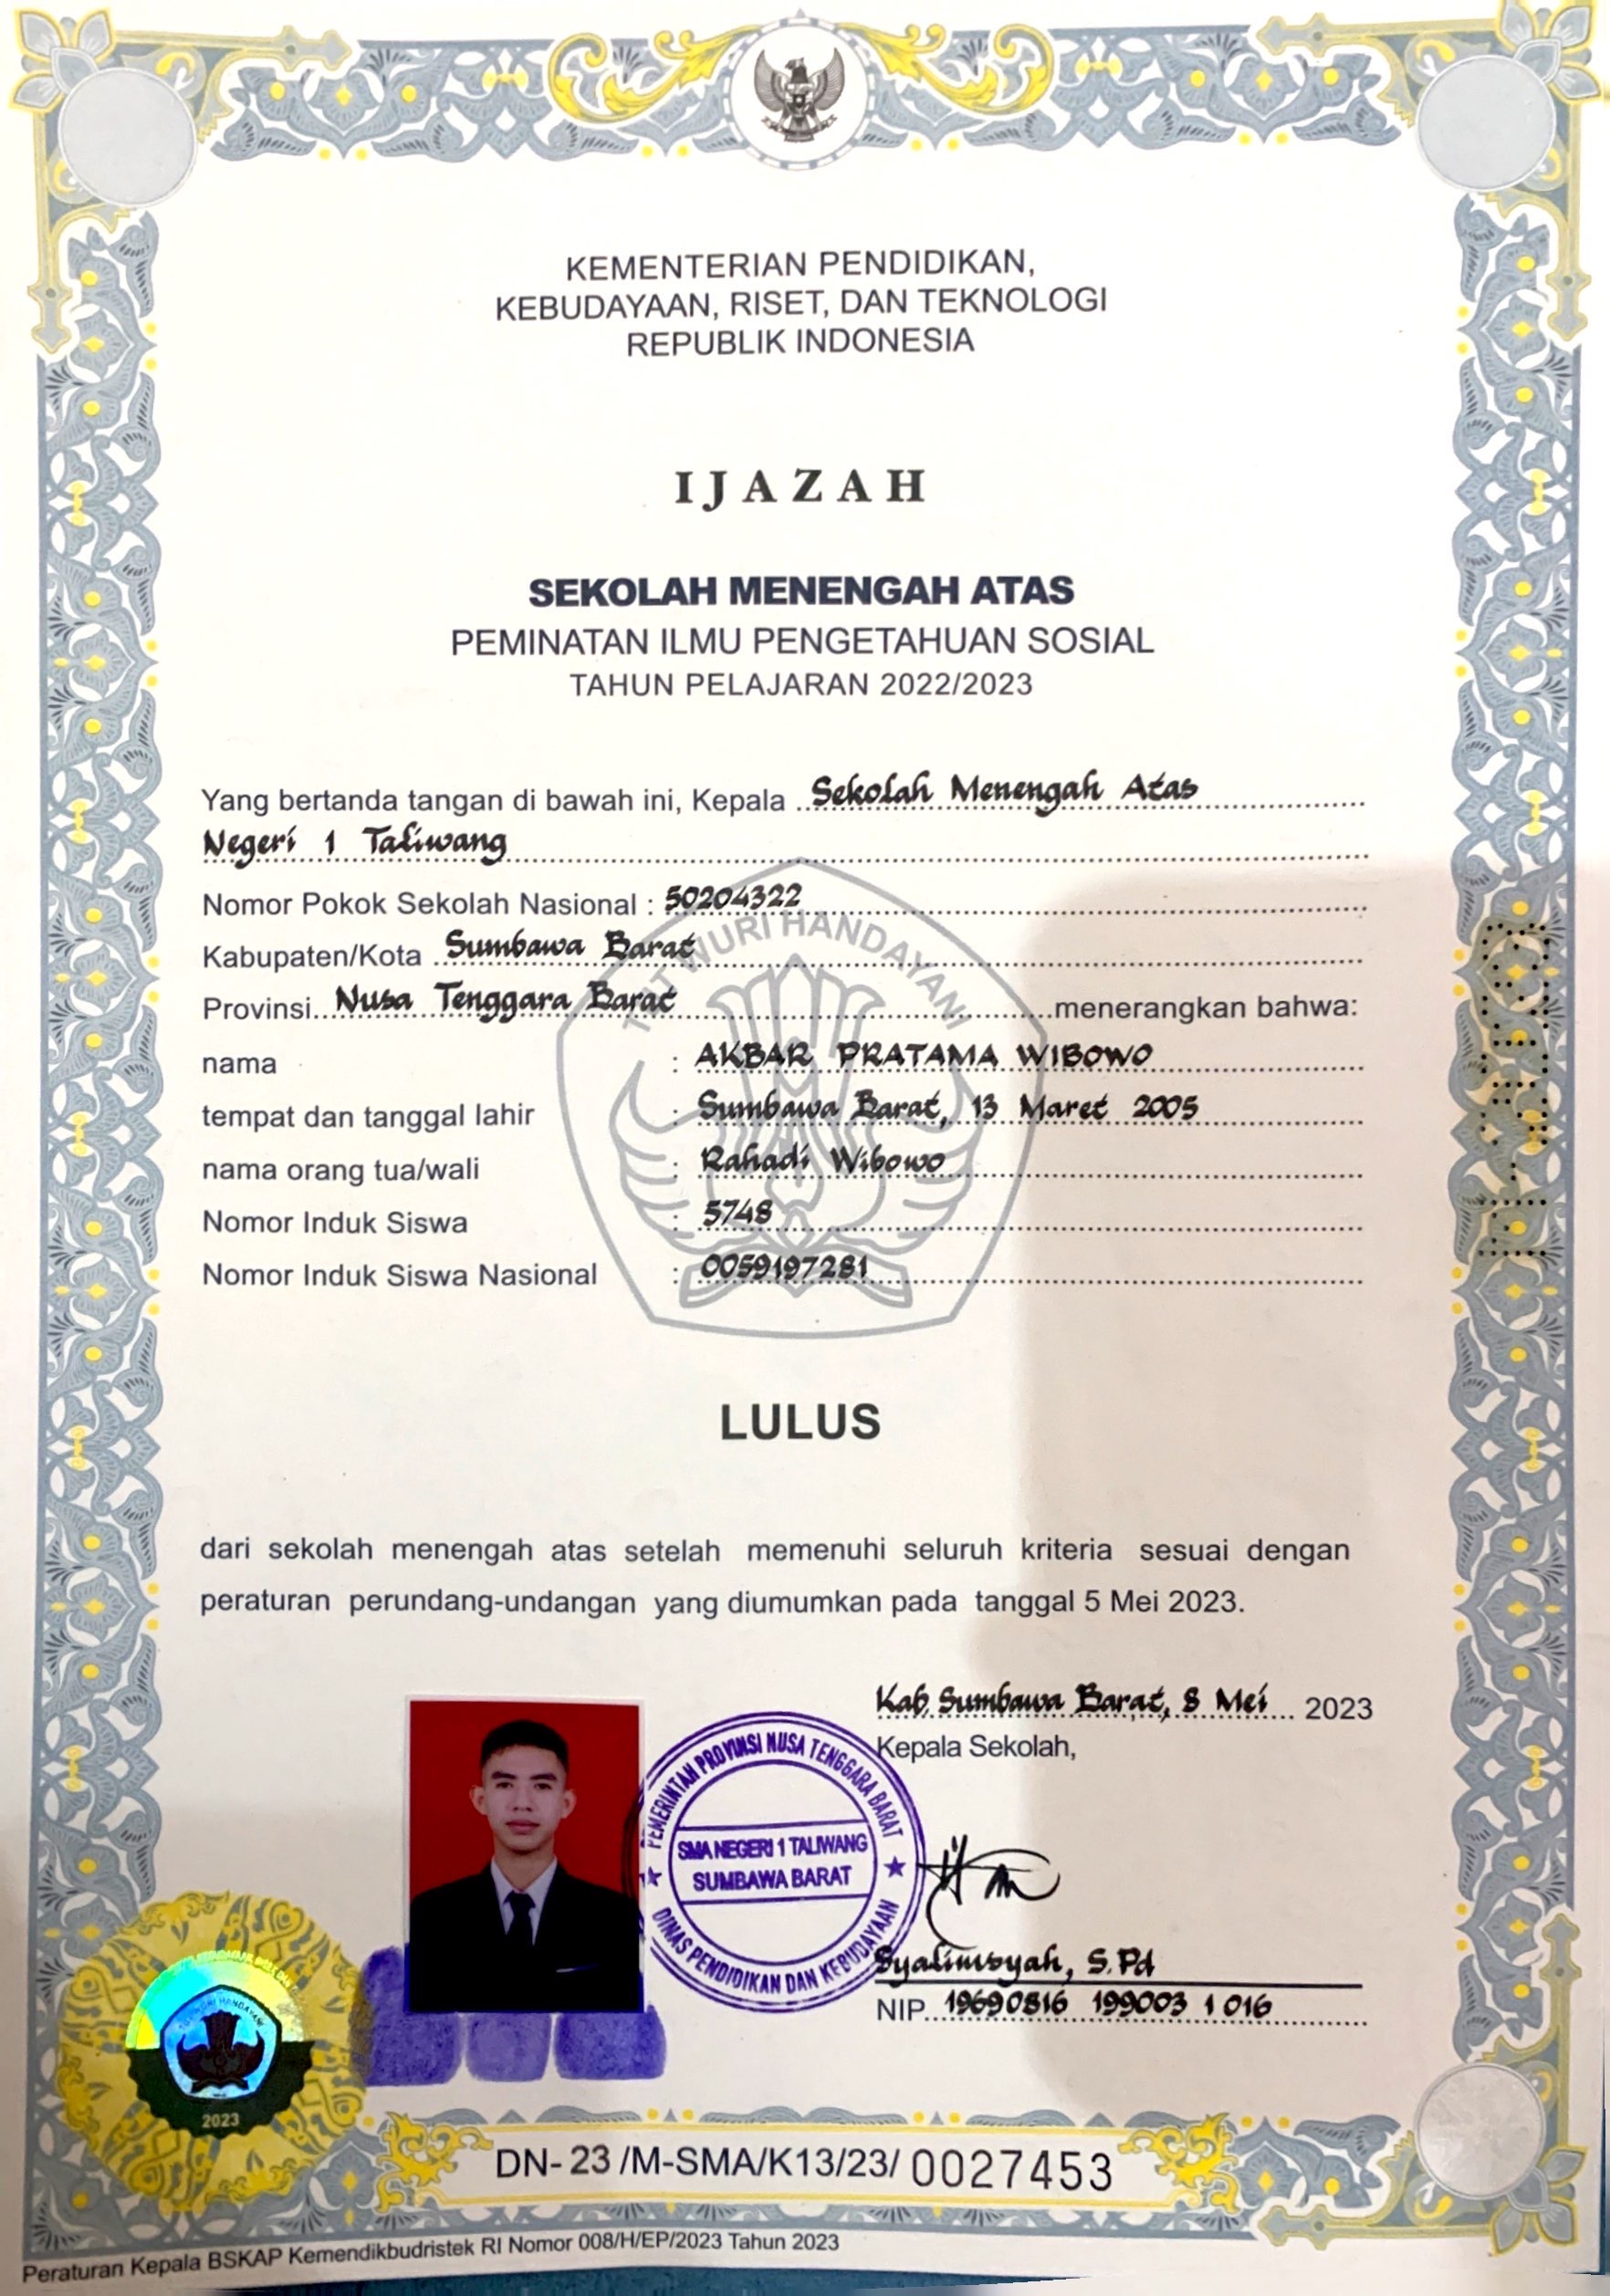 KEMENTERIAN PENDIDIKAN,
KEBUDAYAAN, RISET, DAN TEKNOLOGI
REPUBLIK INDONESIA
IJAZAH
SEKOLAH MENENGAH ATAS
PEMINATAN ILMU PENGETAHUAN SOSIAL
TAHUN PELAJARAN 2022/2023
Yang bertanda tangan di bawah ini, Kepala Sekolah Menengah Atas
Negeri 1 Taliwang
Nomor Pokok Sekolah Nasional : 50204322
TUT WURI HANDAYANI
Kabupaten/Kota Sumbawa Barat
Provinsi Nusa Tenggara Barat menerangkan bahwa:
nama : AKBAR PRATAMA WIBOWO
tempat dan tanggal lahir : Sumbawa Barat, 13 Maret 2005
nama orang tua/wali : Rahadi Wibowo
Nomor Induk Siswa : 5748
Nomor Induk Siswa Nasional : 0059197281
LULUS
dari sekolah menengah atas setelah memenuhi seluruh kriteria sesuai dengan
peraturan perundang-undangan yang diumumkan pada tanggal 5 Mei 2023.
Kab. Sumbawa Barat, 8 Mei 2023
Kepala Sekolah,
PEMERINTAH PROVINSI NUSA TENGGARA BARAT
SMA NEGERI 1 TALIWANG
SUMBAWA BARAT
DINAS PENDIDIKAN DAN KEBUDAYAAN
Syalimsyah, S.Pd
NIP. 19690816 199003 1 016
TUT WURI HANDAYANI
2023
DN-23/M-SMA/K13/23/0027453
Peraturan Kepala BSKAP Kemendikbudristek RI Nomor 008/H/EP/2023 Tahun 2023